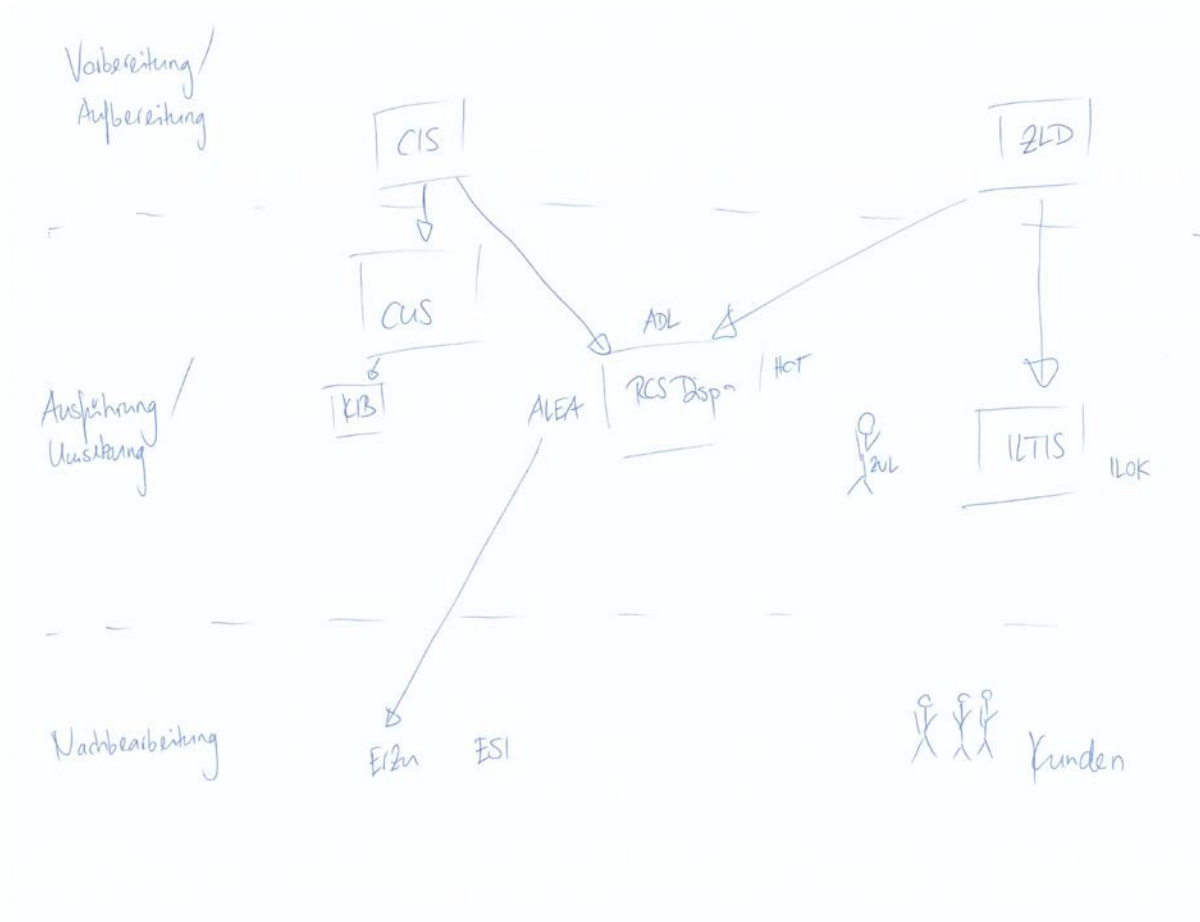 Vorbereitung /
Aufbereitung
CIS
ZLD
CUS
ADL
RCS Dispo
HOT
KIB
ALEA
Ausführung /
Umsetzung
ZUL
ILTIS
ILOK
Nachbearbeitung
ErZu
ESI
Kunden